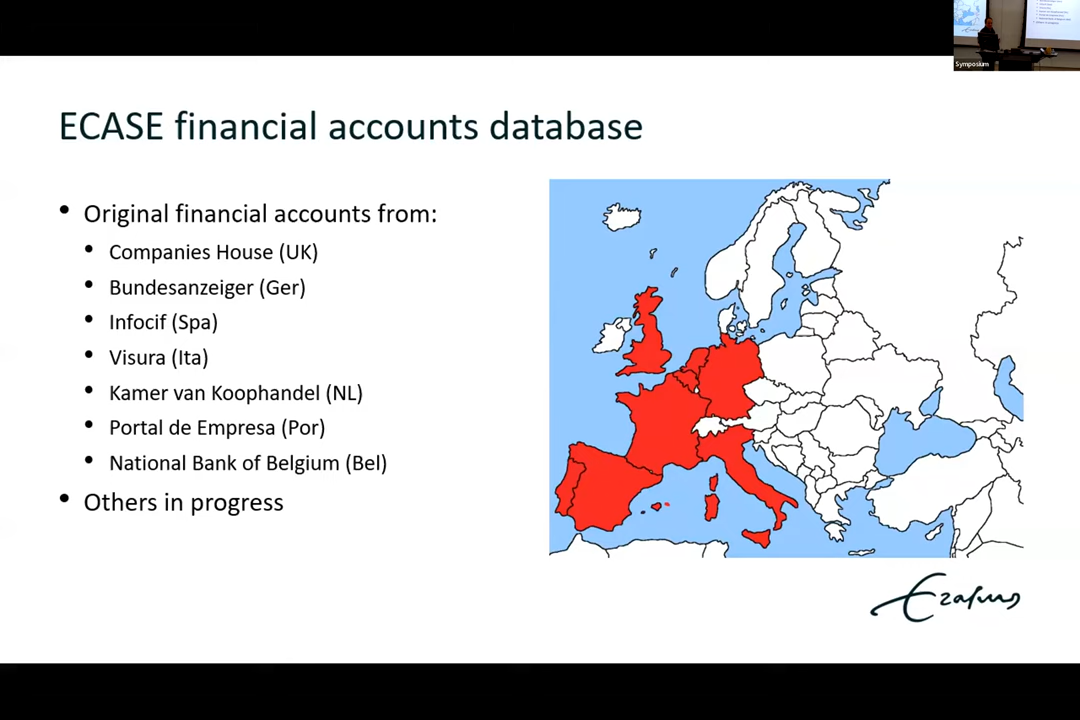 Symposium
ECASE financial accounts database
• Original financial accounts from:
• Companies House (UK)
• Bundesanzeiger (Ger)
• Infocif (Spa)
• Visura (Ita)
• Kamer van Koophandel (NL)
• Portal de Empresa (Por)
• National Bank of Belgium (Bel)
• Others in progress
Erasmus